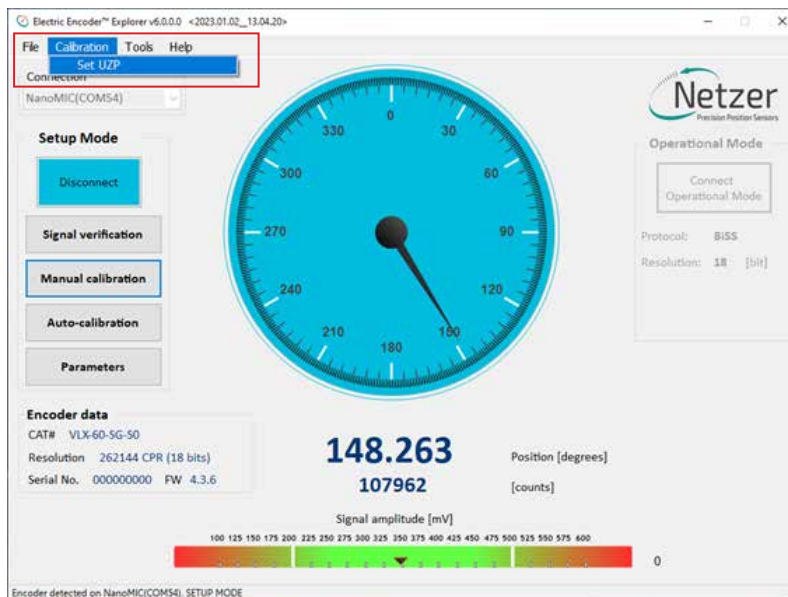 Electric Encoder™ Explorer v6.0.0.0 <2023.01.02__13.04.20>
File Calibration Tools Help
Set UZP
Connection
NanoMIC(COM54)
Netzer
Precision Position Sensors
Setup Mode
Disconnect
Signal verification
Manual calibration
Auto-calibration
Parameters
0
30
60
90
120
150
180
210
240
270
300
330
Operational Mode
Connect
Operational Mode
Protocol: BiSS
Resolution: 18 [bit]
Encoder data
CAT# VLX-60-SG-S0
Resolution 262144 CPR (18 bits)
Serial No. 000000000 FW 4.3.6
148.263 Position [degrees]
107962 [counts]
Signal amplitude [mV]
100 125 150 175 200 225 250 275 300 325 350 375 400 425 450 475 500 525 550 575 600
0
Encoder detected on NanoMIC(COM54). SETUP MODE